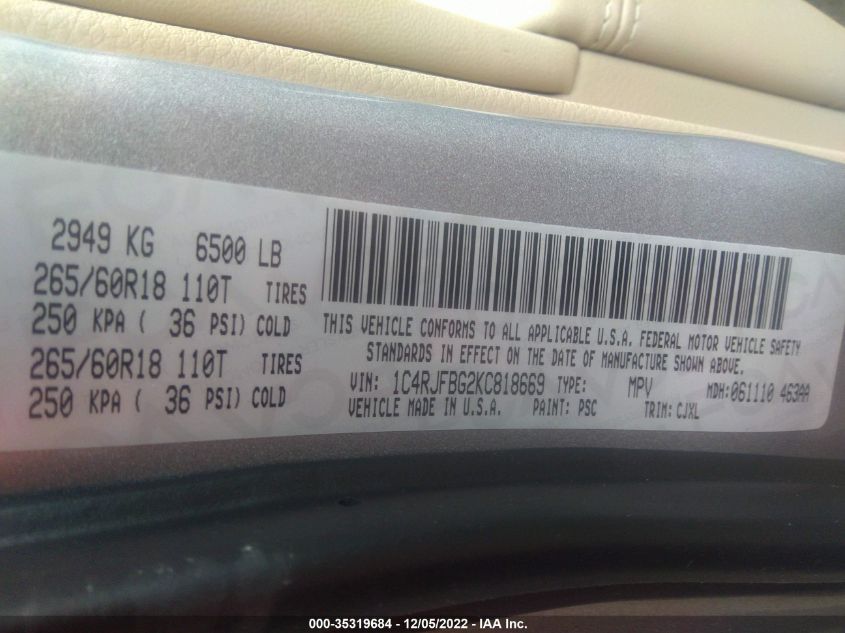 2949 KG 6500 LB
265/60R18 110T TIRES
250 KPA ( 36 PSI) COLD
265/60R18 110T TIRES
250 KPA ( 36 PSI) COLD
THIS VEHICLE CONFORMS TO ALL APPLICABLE U.S.A. FEDERAL MOTOR VEHICLE SAFETY
STANDARDS IN EFFECT ON THE DATE OF MANUFACTURE SHOWN ABOVE.
VIN: 1C4RJFBG2KC818669 TYPE: MPV MDH:061110 463AA
VEHICLE MADE IN U.S.A. PAINT: PSC TRIM: CJXL
000-35319684 - 12/05/2022 - IAA Inc.